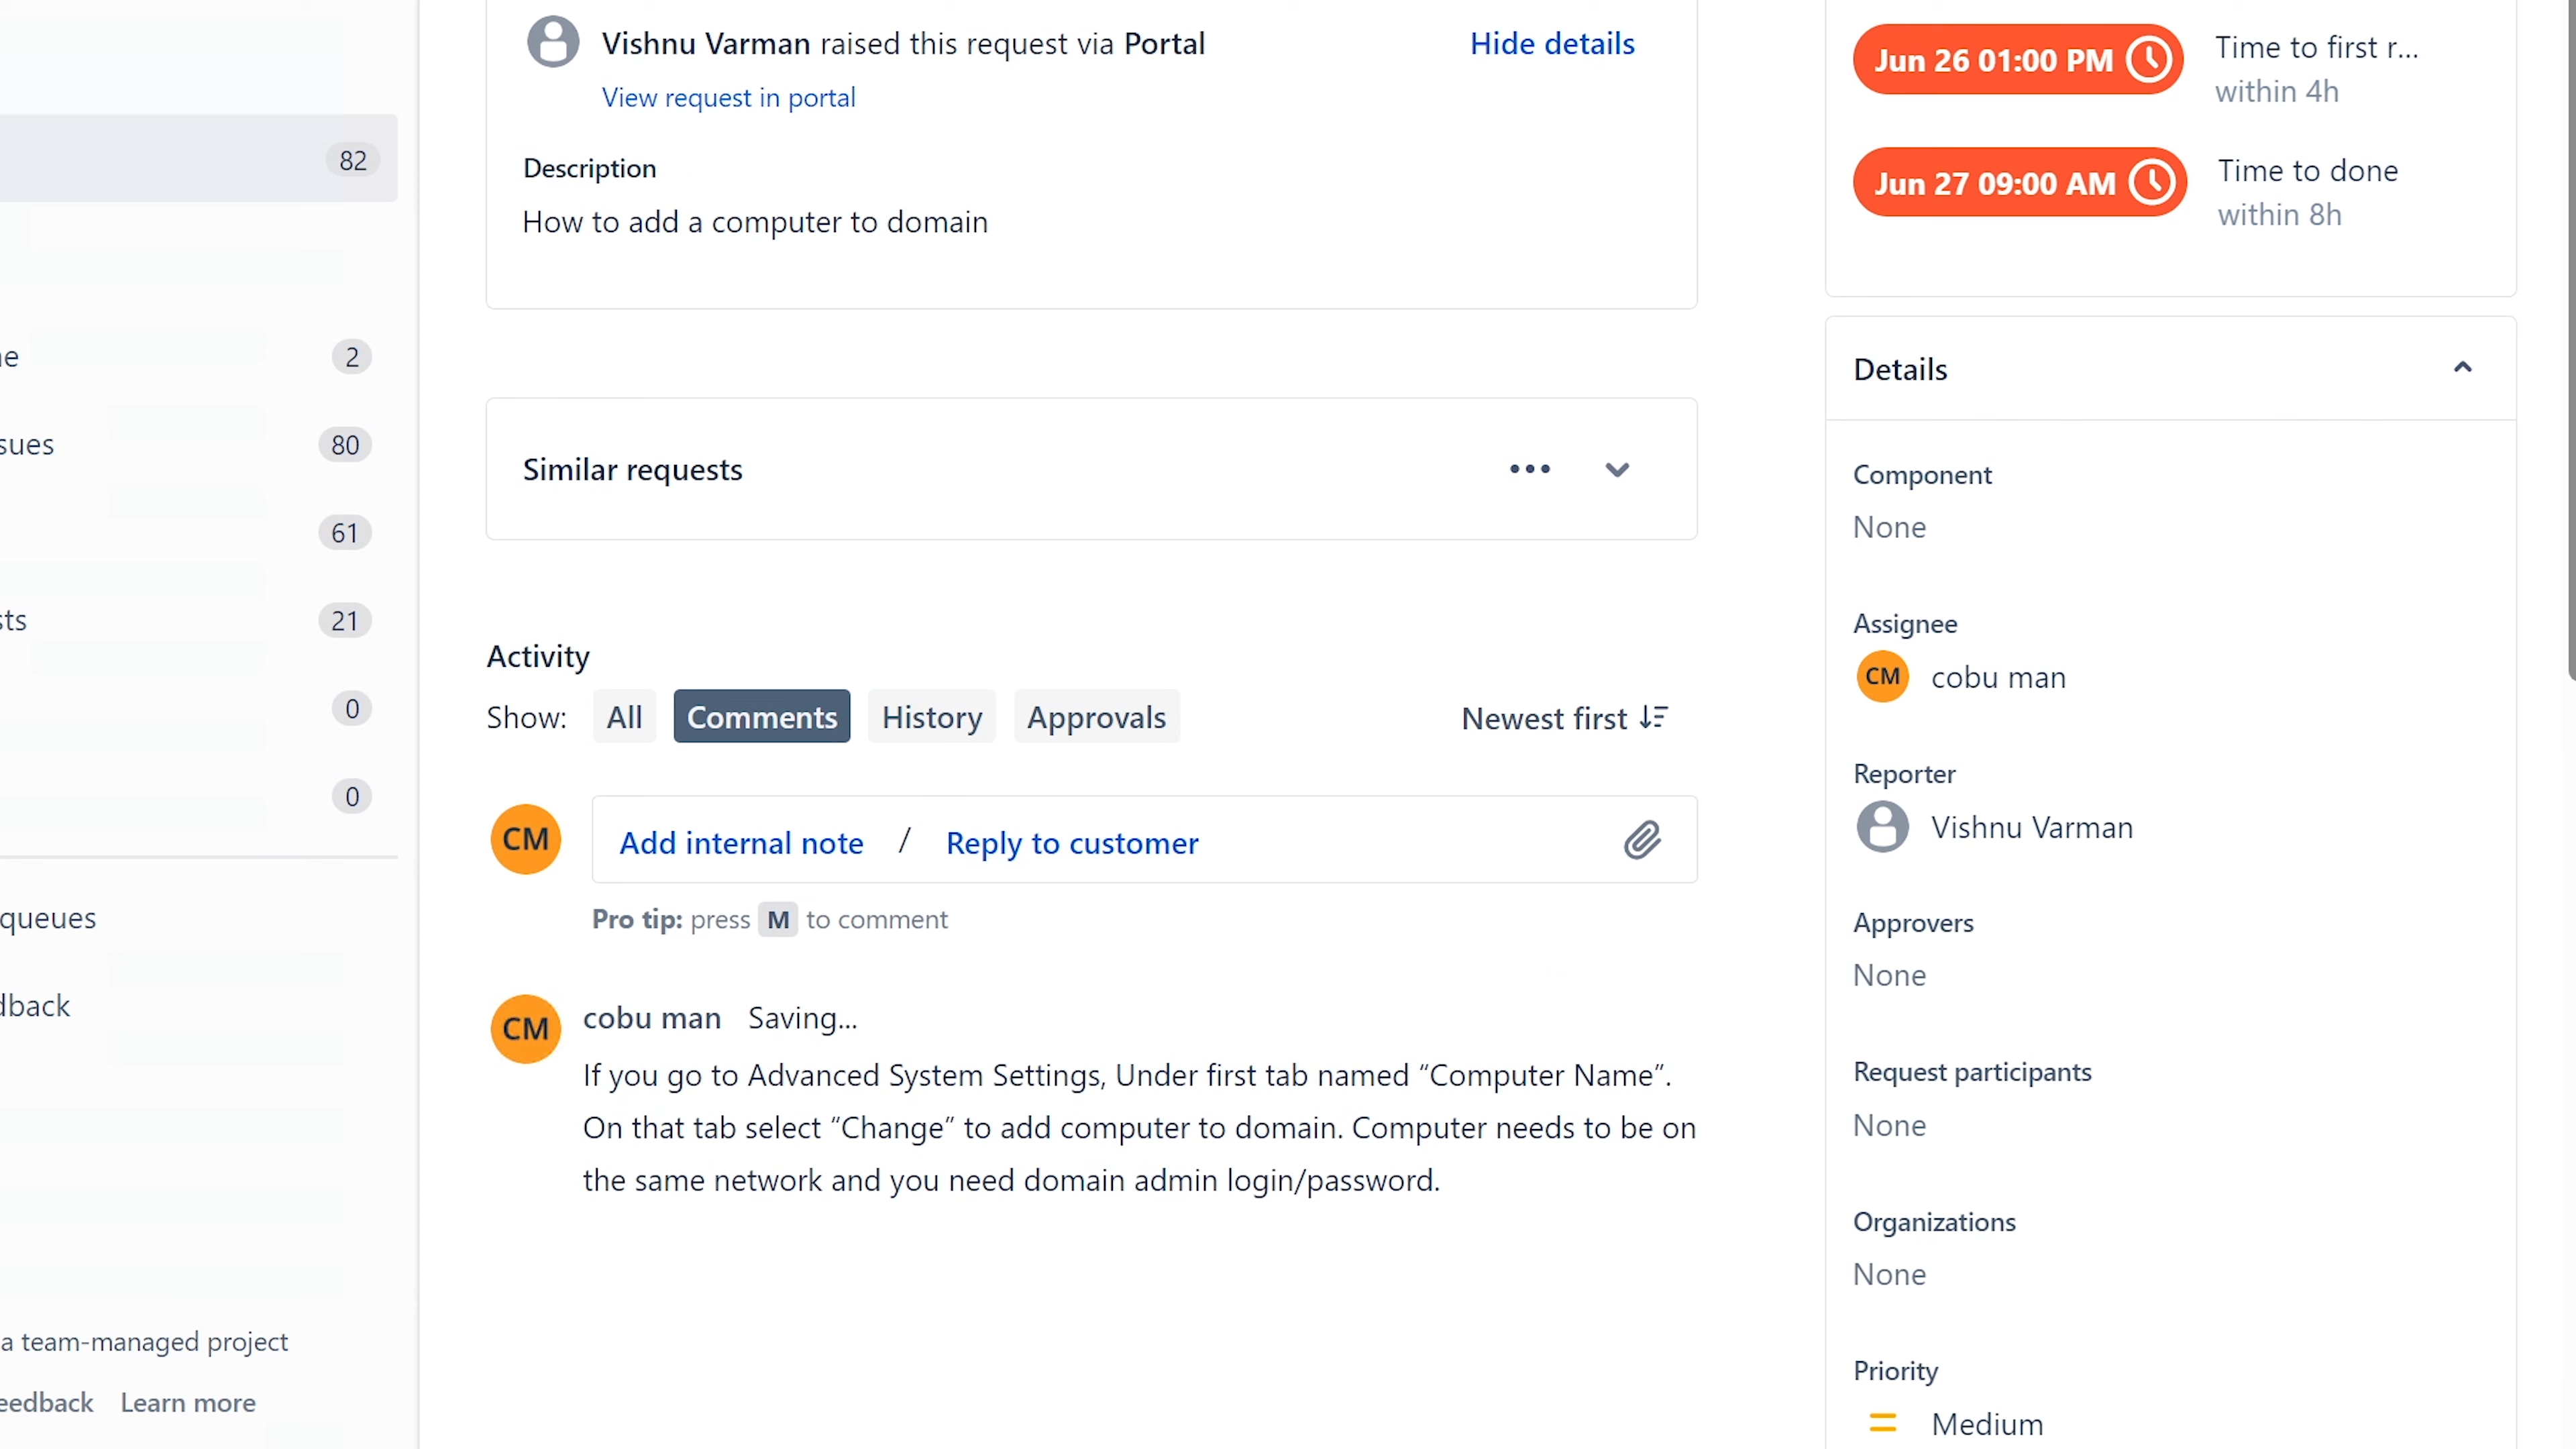 Vishnu Varman raised this request via Portal
Hide details
View request in portal
Description
How to add a computer to domain
Similar requests
Activity
Show: All Comments History Approvals
Newest first
CM
Add internal note / Reply to customer
Pro tip: press M to comment
CM
cobu man Saving...
If you go to Advanced System Settings, Under first tab named “Computer Name”.
On that tab select “Change” to add computer to domain. Computer needs to be on
the same network and you need domain admin login/password.
82
2
sues 80
61
21
0
0
queues
a team-managed project
Learn more
Jun 26 01:00 PM
Time to first r...
within 4h
Jun 27 09:00 AM
Time to done
within 8h
Details
Component
None
Assignee
CM cobu man
Reporter
Vishnu Varman
Approvers
None
Request participants
None
Organizations
None
Priority
Medium